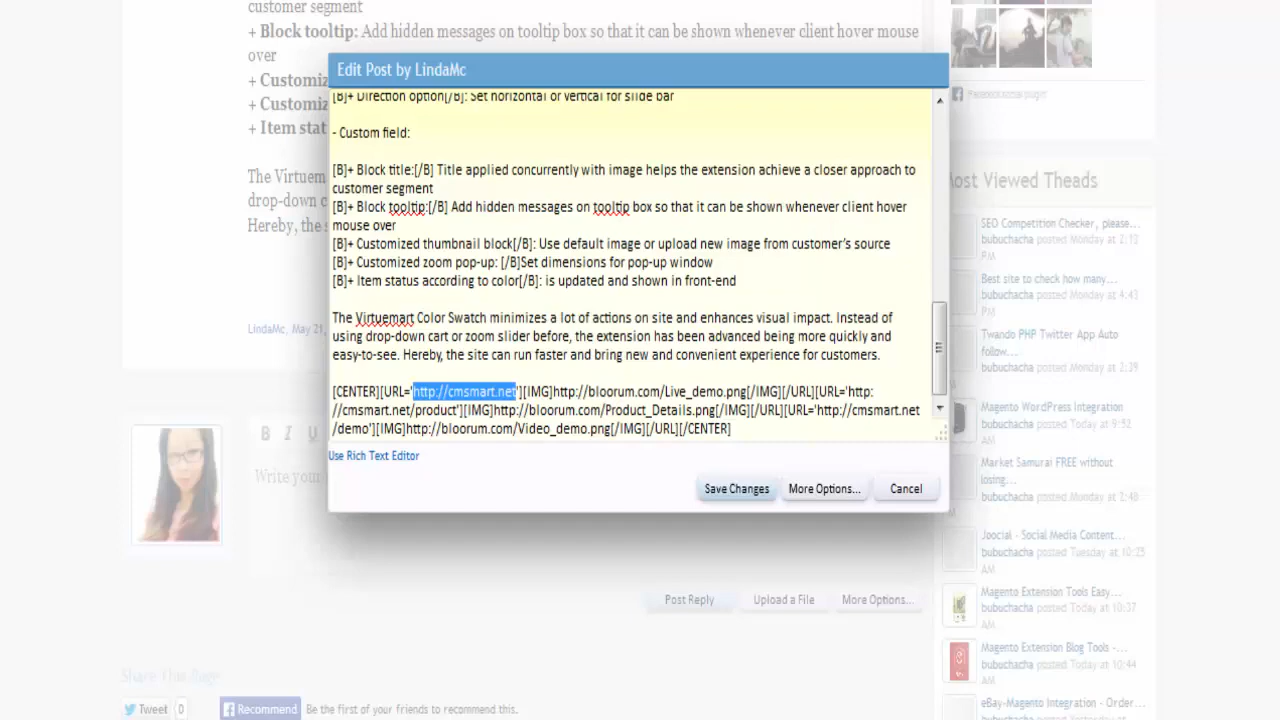 customer segment
+ Block tooltip: Add hidden messages on tooltip box so that it can be shown whenever client hover mouse
over
+ Customiz
+ Customiz
+ Item stat
The Virtuem
drop-down c
Hereby, the s
LindaMc, May 21,
B I U
Write your
Edit Post by LindaMc
[B]+ Direction option[/B]: Set horizontal or vertical for slide bar
- Custom field:
[B]+ Block title:[/B] Title applied concurrently with image helps the extension achieve a closer approach to
customer segment
[B]+ Block tooltip:[/B] Add hidden messages on tooltip box so that it can be shown whenever client hover
mouse over
[B]+ Customized thumbnail block[/B]: Use default image or upload new image from customer's source
[B]+ Customized zoom pop-up: [/B]Set dimensions for pop-up window
[B]+ Item status according to color[/B]: is updated and shown in front-end
The Virtuemart Color Swatch minimizes a lot of actions on site and enhances visual impact. Instead of
using drop-down cart or zoom slider before, the extension has been advanced being more quickly and
easy-to-see. Hereby, the site can run faster and bring new and convenient experience for customers.
[CENTER][URL='http://cmsmart.net'][IMG]http://bloorum.com/Live_demo.png[/IMG][/URL][URL='http:
//cmsmart.net/product'][IMG]http://bloorum.com/Product_Details.png[/IMG][/URL][URL='http://cmsmart.net
/demo'][IMG]http://bloorum.com/Video_demo.png[/IMG][/URL][/CENTER]
Use Rich Text Editor
Save Changes
More Options...
Cancel
Post Reply
Upload a File
More Options...
Share This Page
Tweet
0
Recommend
Be the first of your friends to recommend this.
Facebook social plugin
Most Viewed Theads
SEO Competition Checker, please...
bubuchacha posted Monday at 2:13
PM
Best site to check how many...
bubuchacha posted Monday at 4:43
PM
Twando PHP Twitter App Auto
follow...
bubuchacha posted Monday at 2:39
PM
Magento WordPress Integration
bubuchacha posted Today at 9:52
AM
Market Samurai FREE without
losing...
bubuchacha posted Monday at 2:48
PM
Joocial - Social Media Content...
bubuchacha posted Tuesday at 10:25
AM
Magento Extension Tools Easy...
bubuchacha posted Today at 10:37
AM
Magento Extension Blog Tools -...
bubuchacha posted Today at 10:44
AM
eBay-Magento Integration - Order...